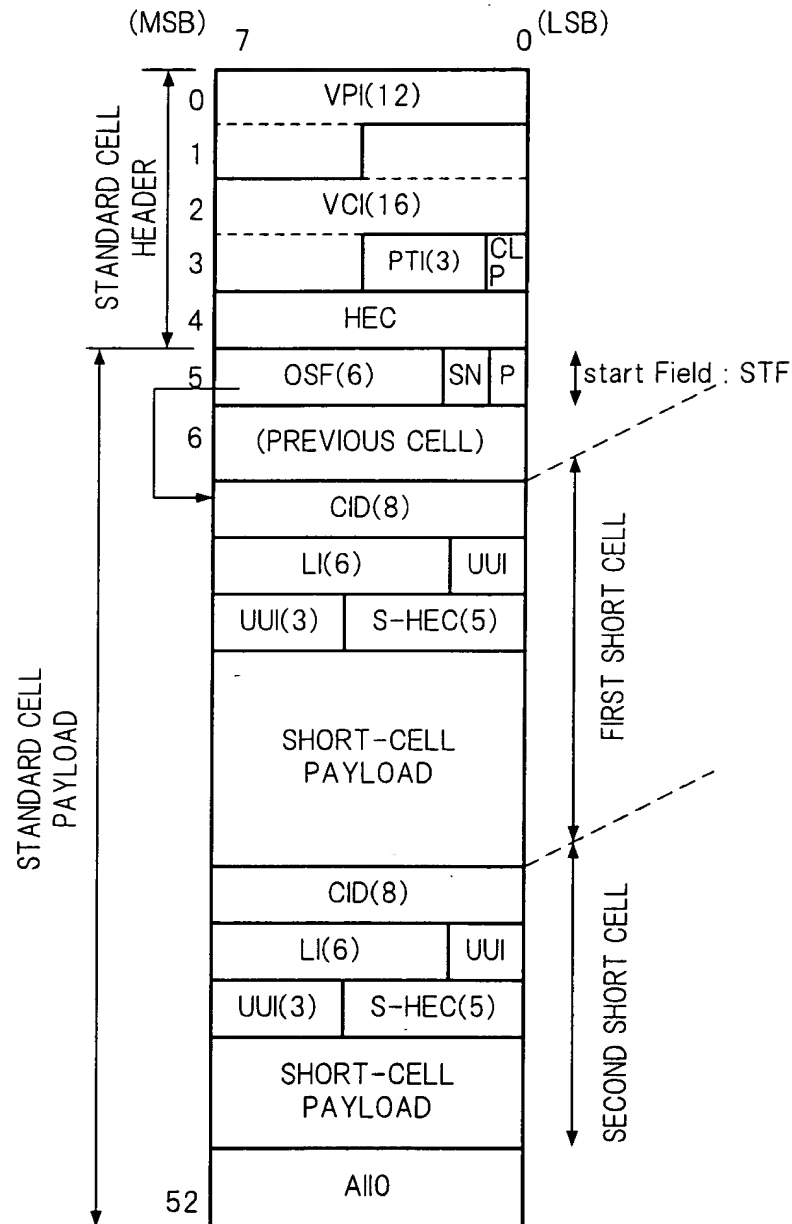 (MSB) 7 0 (LSB)
STANDARD CELL HEADER
0 VPI(12)
1
2 VCI(16)
3 PTI(3) CL P
4 HEC
5 OSF(6) SN P
start Field : STF
6 (PREVIOUS CELL)
CID(8)
LI(6) UUI
UUI(3) S-HEC(5)
SHORT-CELL
PAYLOAD
FIRST SHORT CELL
STANDARD CELL
PAYLOAD
CID(8)
LI(6) UUI
UUI(3) S-HEC(5)
SHORT-CELL
PAYLOAD
SECOND SHORT CELL
52 All0